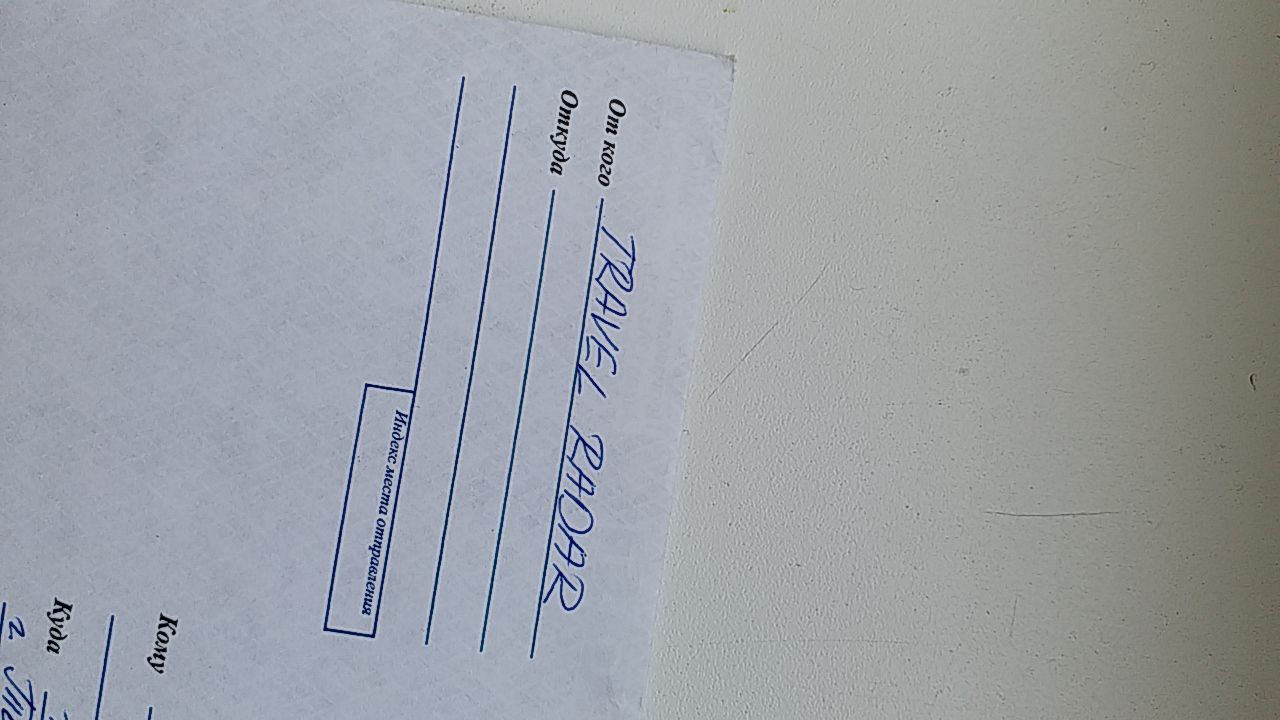 От кого TRAVEL RADAR
Откуда
Индекс места отправления
Кому
Куда
г